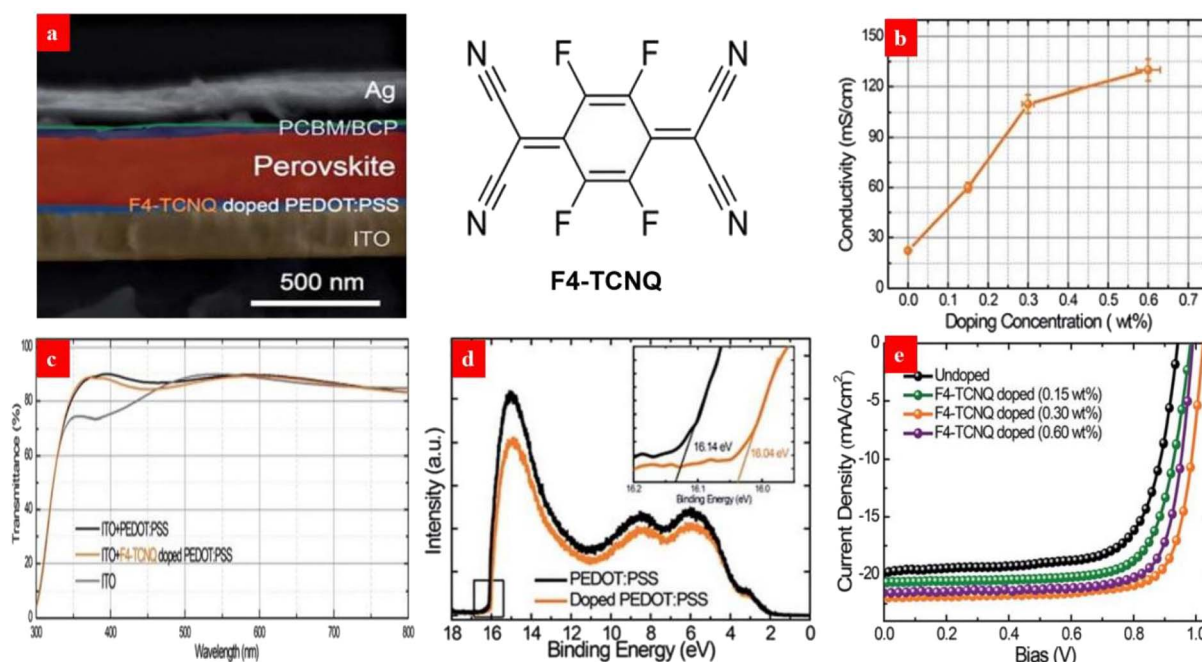 a
Ag
PCBM/BCP
Perovskite
F4-TCNQ doped PEDOT:PSS
ITO
500 nm
N
N
F
F
F
F
N
N
F4-TCNQ
b
Conductivity (mS/cm)
150
120
90
60
30
0
0.0 0.1 0.2 0.3 0.4 0.5 0.6 0.7
Doping Concentration ( wt%)
c
Transmittance (%)
100
80
60
40
20
0
ITO+PEDOT:PSS
ITO+F4-TCNQ doped PEDOT:PSS
ITO
300 400 500 600 700 800
Wavelength (nm)
d
Intensity (a.u.)
16.14 eV
16.04 eV
16.2 16.1 16.0
Binding Energy (eV)
PEDOT:PSS
Doped PEDOT:PSS
18 16 14 12 10 8 6 4 2 0
Binding Energy (eV)
e
Current Density (mA/cm2)
0
-5
-10
-15
-20
Undoped
F4-TCNQ doped (0.15 wt%)
F4-TCNQ doped (0.30 wt%)
F4-TCNQ doped (0.60 wt%)
0.0 0.2 0.4 0.6 0.8 1.0
Bias (V)